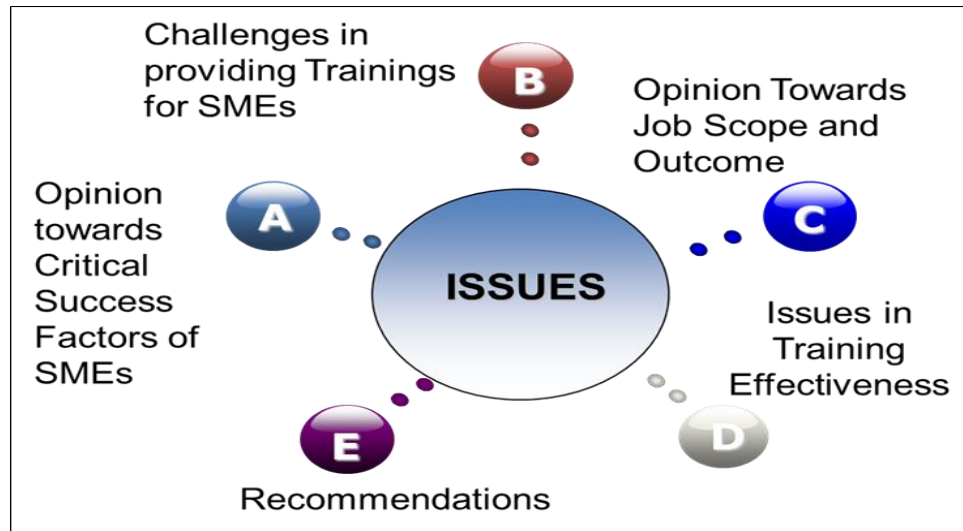 Challenges in
providing Trainings
for SMEs
B
Opinion Towards
Job Scope and
Outcome
C
Opinion
towards
Critical
Success
Factors of
SMEs
A
ISSUES
Issues in
Training
Effectiveness
D
E
Recommendations